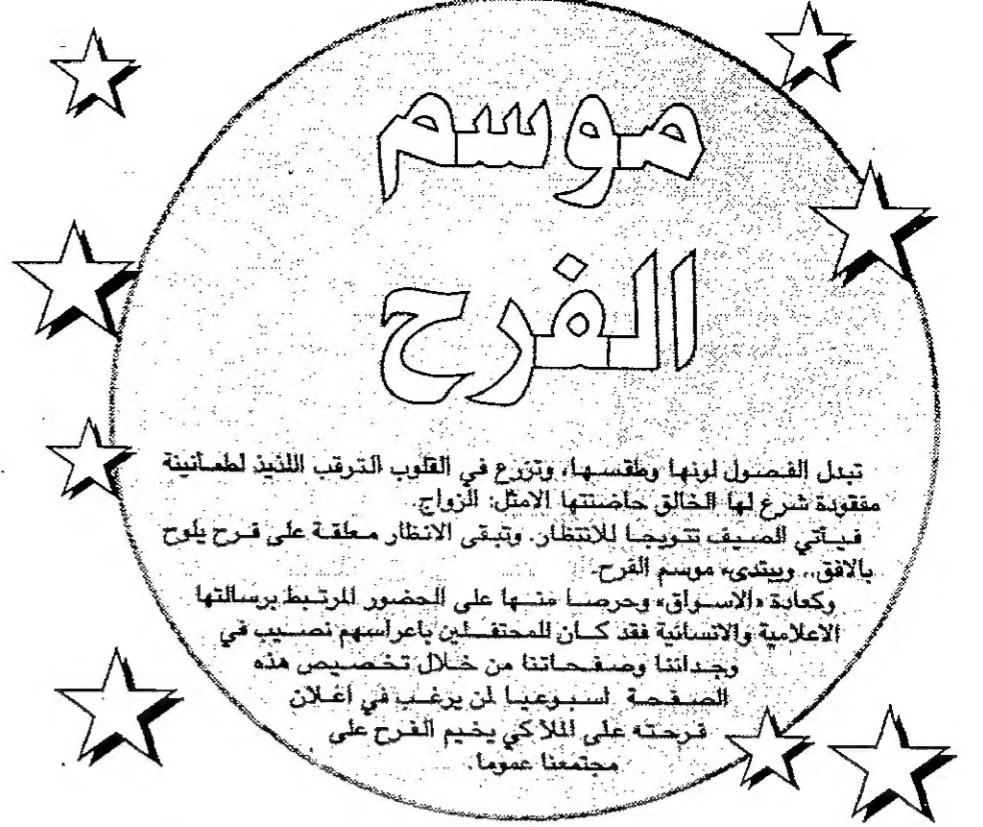 موسم
الفرح
تبدل الفصول لونها وطقسها، وتزرع في القلوب الترقب اللذيذ لطمأنينة
مفقودة شرع لها الخالق حاضنتها الامثل: الزواج.
فيأتي الصيف تتويجا للانتظار. وتبقى الانظار معلقة على فرح يلوح
بالافق.. ويبتدىء موسم الفرح.
وكعادة «الاسواق» وحرصا منها على الحضور المرتبط برسالتها
الاعلامية والانسانية فقد كان للمحتفلين باعراسهم نصيب في
وجداننا وصفحاتنا من خلال تخصيص هذه
الصفحة اسبوعيا لمن يرغب في اعلان
فرحته على الملأ كي يخيم الفرح على
مجتمعنا عموما.